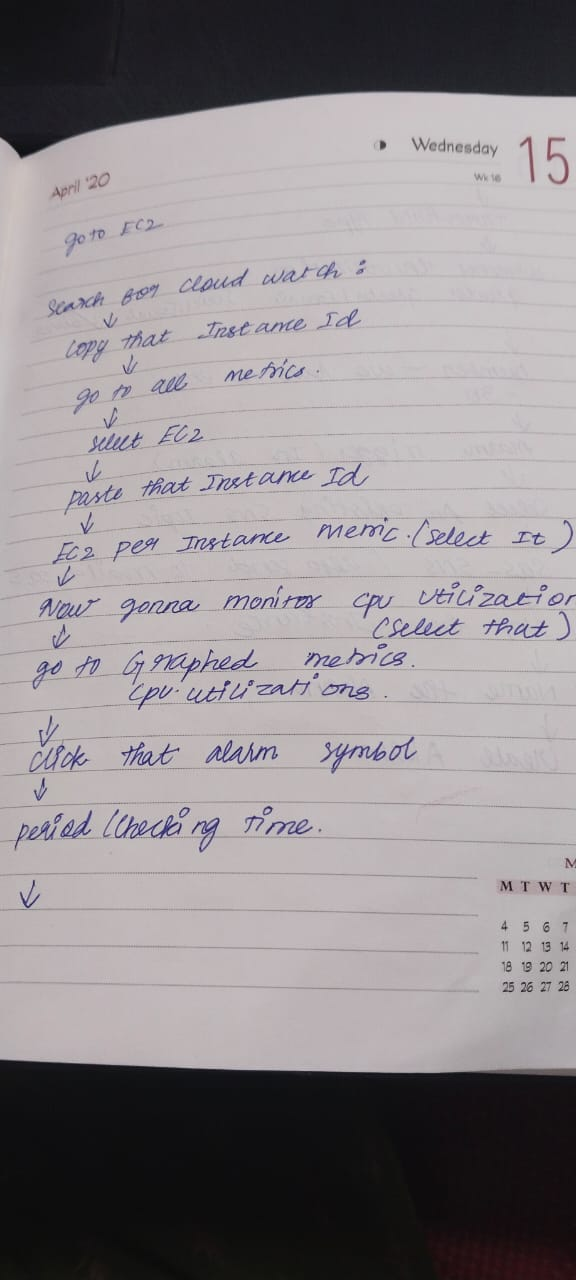 April '20
Wednesday 15
Wk 16
go to EC2
Search for cloud watch :
↓
Copy that Instance Id
↓
go to all metrics.
↓
select EC2
↓
paste that Instance Id
↓
EC2 per Instance metric. (select It)
↓
Now gonna monitor cpu utilization
(select that)
↓
go to Graphed metrics.
cpu.utilizations.
↓
click that alarm symbol
↓
period (checking Time.
↓
M
M T W T
4 5 6 7
11 12 13 14
18 19 20 21
25 26 27 28